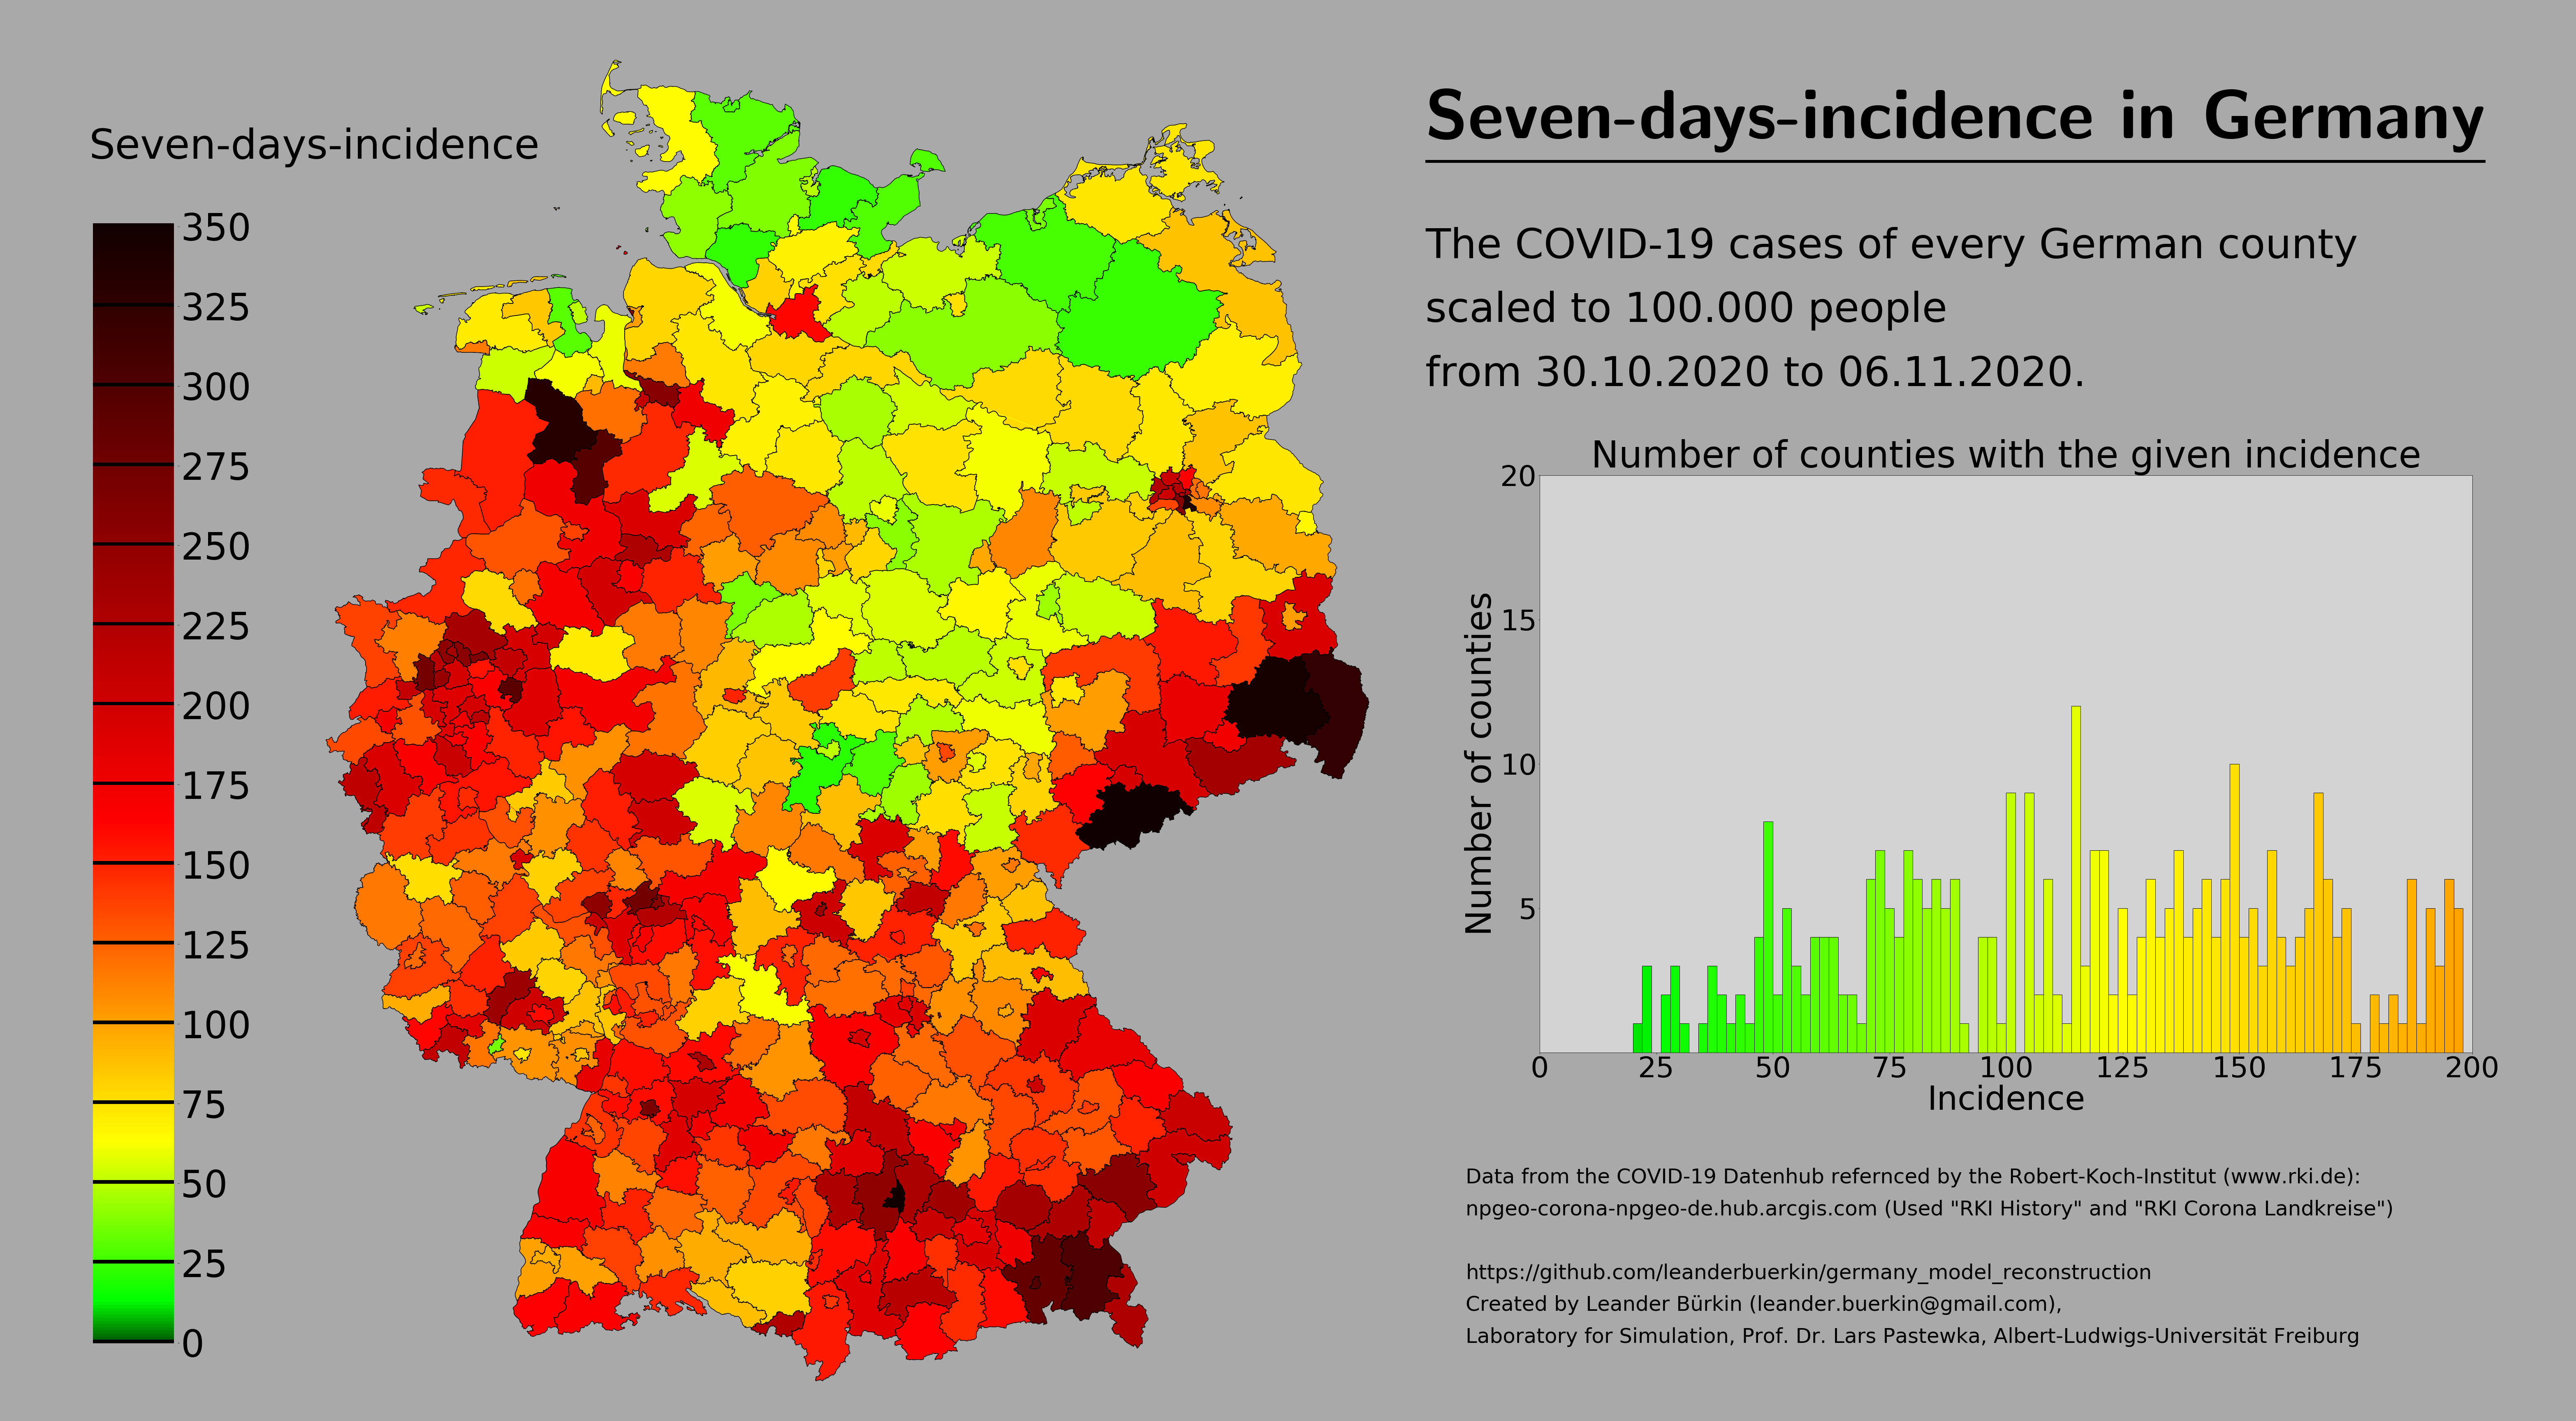 Seven-days-incidence in Germany
Seven-days-incidence
350
325
300
275
250
225
200
175
150
125
100
75
50
25
0
The COVID-19 cases of every German county
scaled to 100.000 people
from 30.10.2020 to 06.11.2020.
Number of counties with the given incidence
20
15
10
5
Number of counties
0 25 50 75 100 125 150 175 200
Incidence
Data from the COVID-19 Datenhub refernced by the Robert-Koch-Institut (www.rki.de):
npgeo-corona-npgeo-de.hub.arcgis.com (Used "RKI History" and "RKI Corona Landkreise")
https://github.com/leanderbuerkin/germany_model_reconstruction
Created by Leander Bürkin (leander.buerkin@gmail.com),
Laboratory for Simulation, Prof. Dr. Lars Pastewka, Albert-Ludwigs-Universität Freiburg